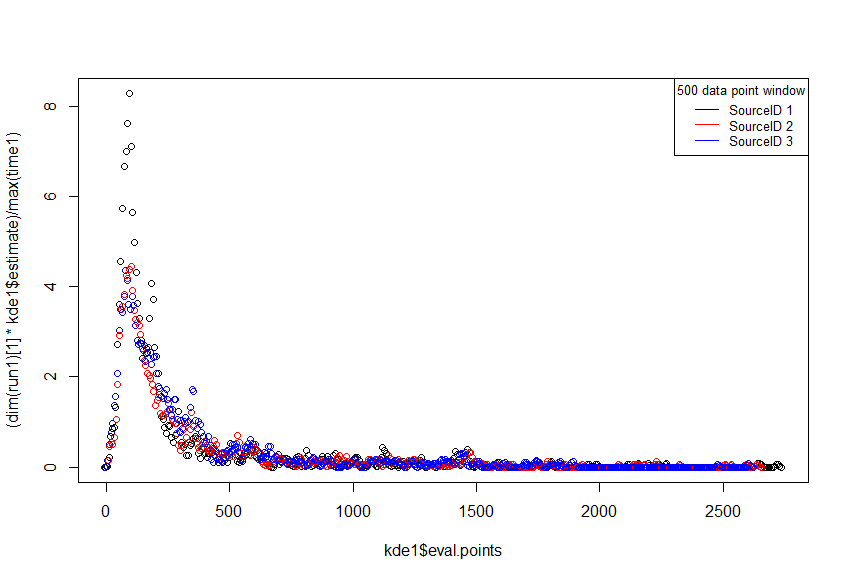 500 data point window
SourceID 1
SourceID 2
SourceID 3
(dim(run1)[1] * kde1$estimate)/max(time1)
8
6
4
2
0
0 500 1000 1500 2000 2500
kde1$eval.points